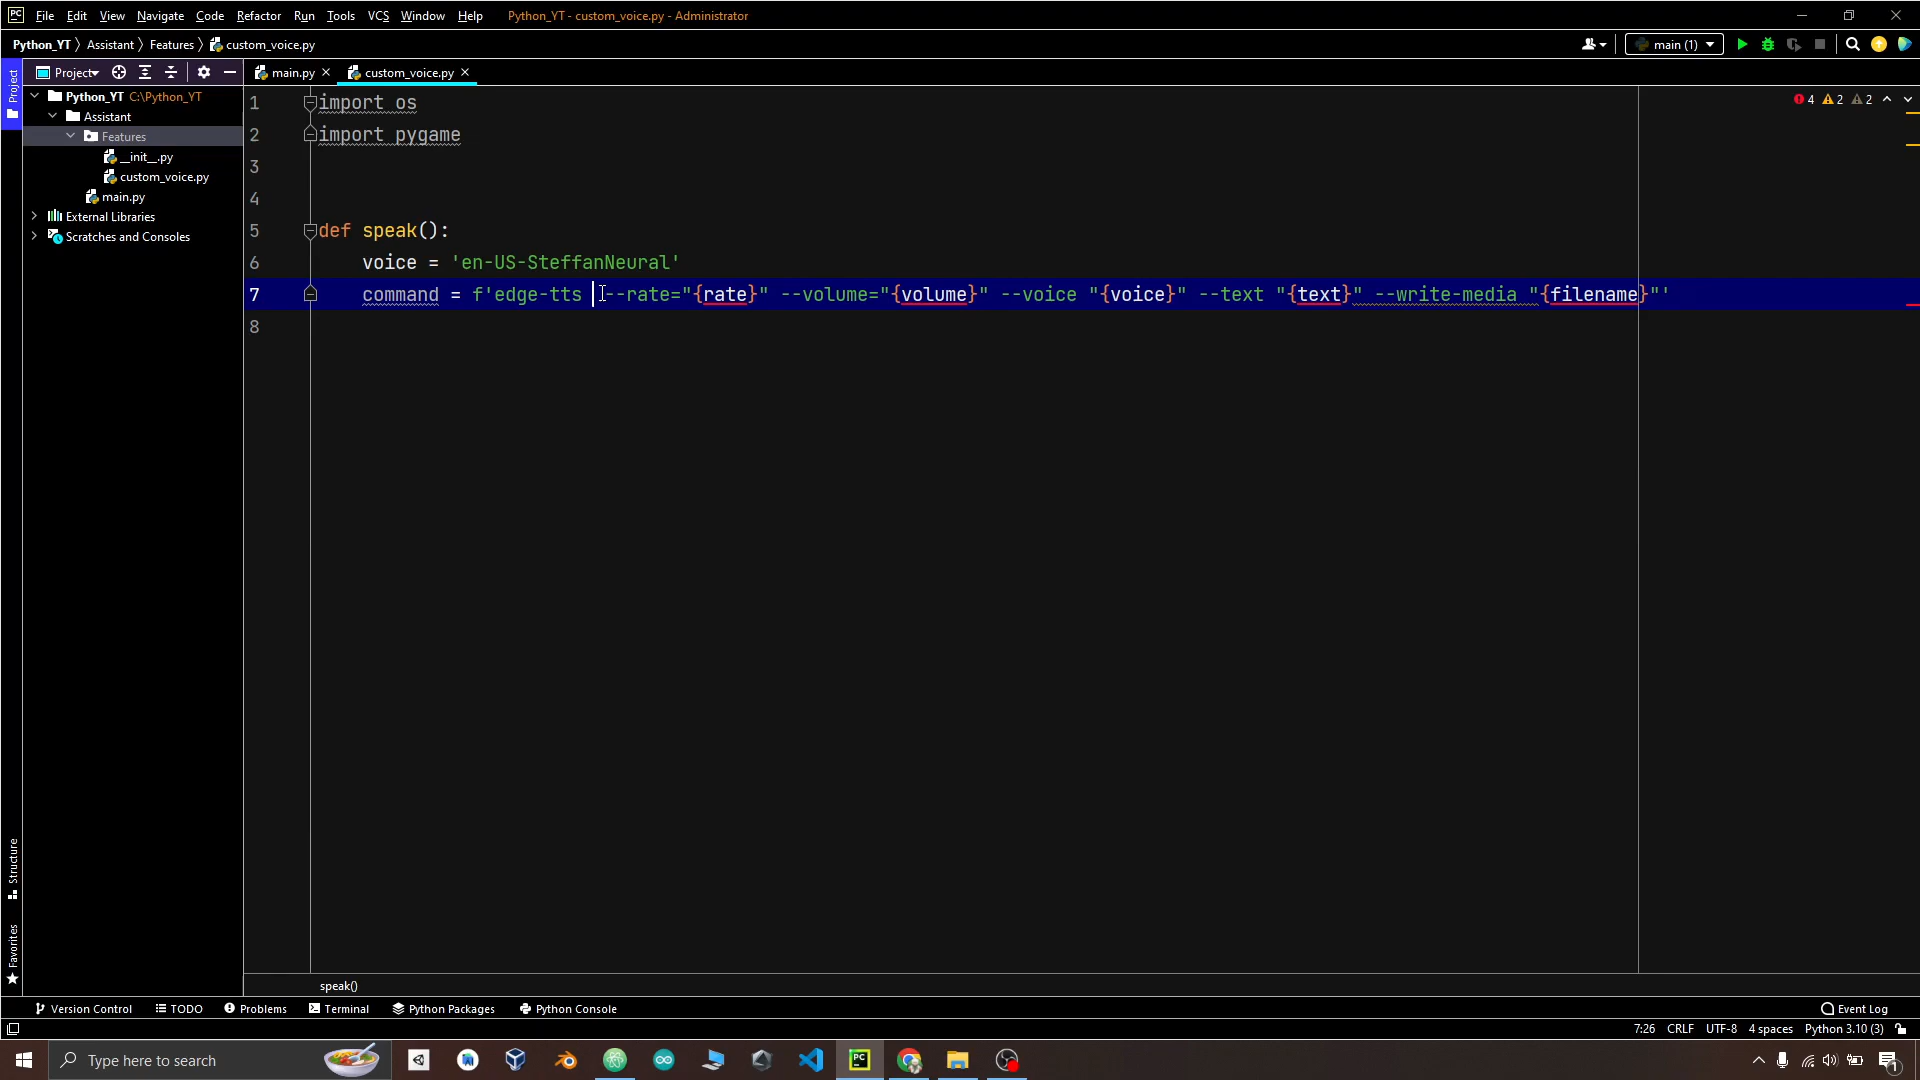 PC File Edit View Navigate Code Refactor Run Tools VCS Window Help Python_YT - custom_voice.py - Administrator
Python_YT Assistant Features custom_voice.py main (1)
Project main.py custom_voice.py
Project
Python_YT C:\Python_YT
Assistant
Features
__init__.py
custom_voice.py
main.py
External Libraries
Scratches and Consoles
4 2 2
1 import os
2 import pygame
3
4
5 def speak():
6 voice = 'en-US-SteffanNeural'
7 command = f'edge-tts --rate="{rate}" --volume="{volume}" --voice "{voice}" --text "{text}" --write-media "{filename}"'
8
Structure
Favorites
speak()
Version Control TODO Problems Terminal Python Packages Python Console Event Log
7:26 CRLF UTF-8 4 spaces Python 3.10 (3)
Type here to search PC 1